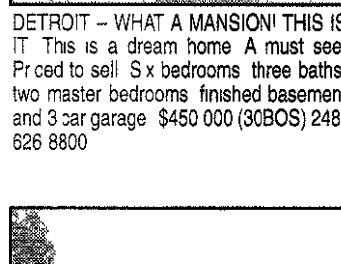 DETROIT – WHAT A MANSION! THIS IS
IT This is a dream home A must see
Pr ced to sell S x bedrooms three baths
two master bedrooms finished basemen
and 3 car garage $450 000 (30BOS) 248
626 8800